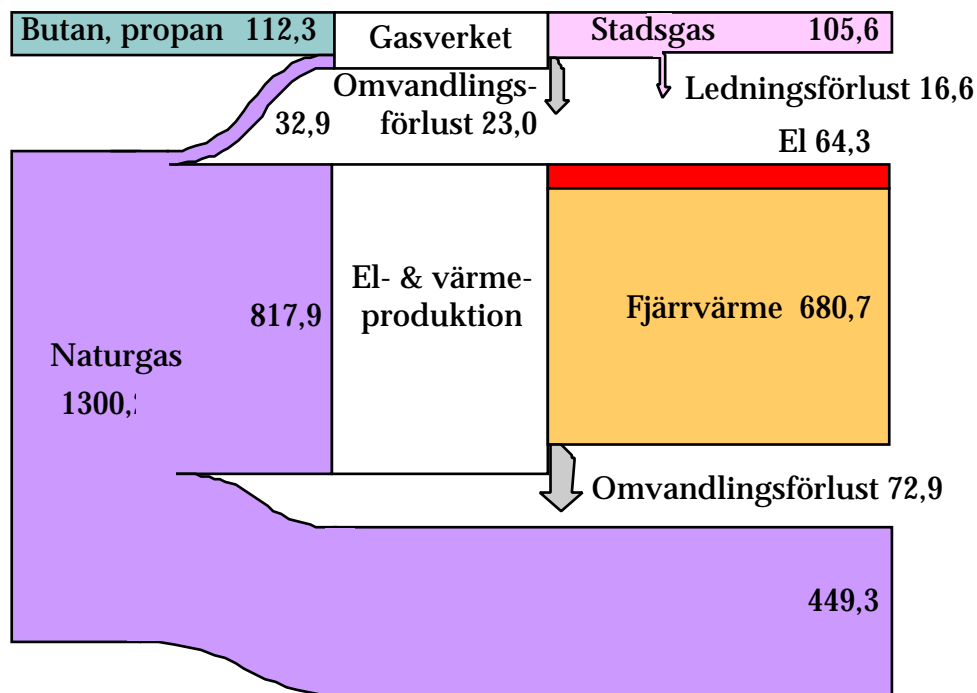 Butan, propan 112,3
Gasverket
Stadsgas 105,6
Omvandlings-
förlust 23,0
Ledningsförlust 16,6
32,9
El 64,3
El- & värme-
produktion
817,9
Fjärrvärme 680,7
Naturgas
1300,
Omvandlingsförlust 72,9
449,3